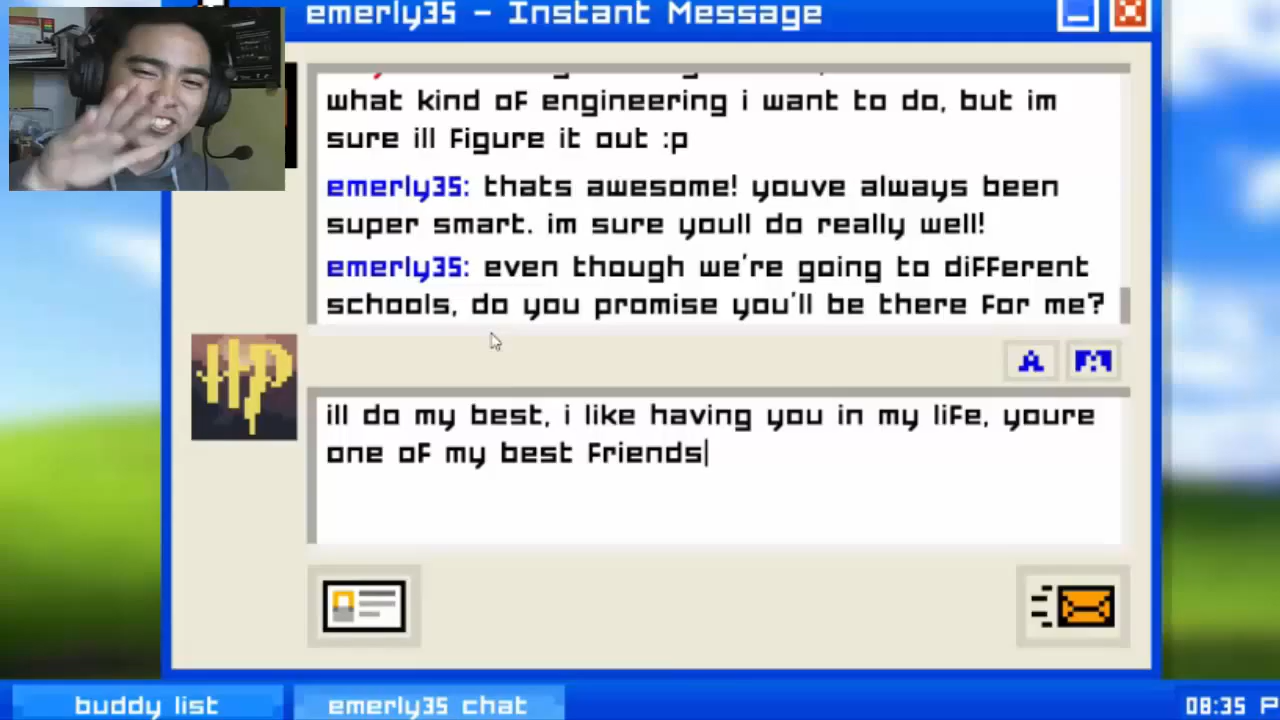 emerly35 - Instant Message
what kind of engineering i want to do, but im
sure ill figure it out :p
emerly35: thats awesome! youve always been
super smart. im sure youll do really well!
emerly35: even though we're going to different
schools, do you promise you'll be there for me?
HP
A
ill do my best, i like having you in my life, youre
one of my best friends
buddy list
emerly35 chat
08:35 P